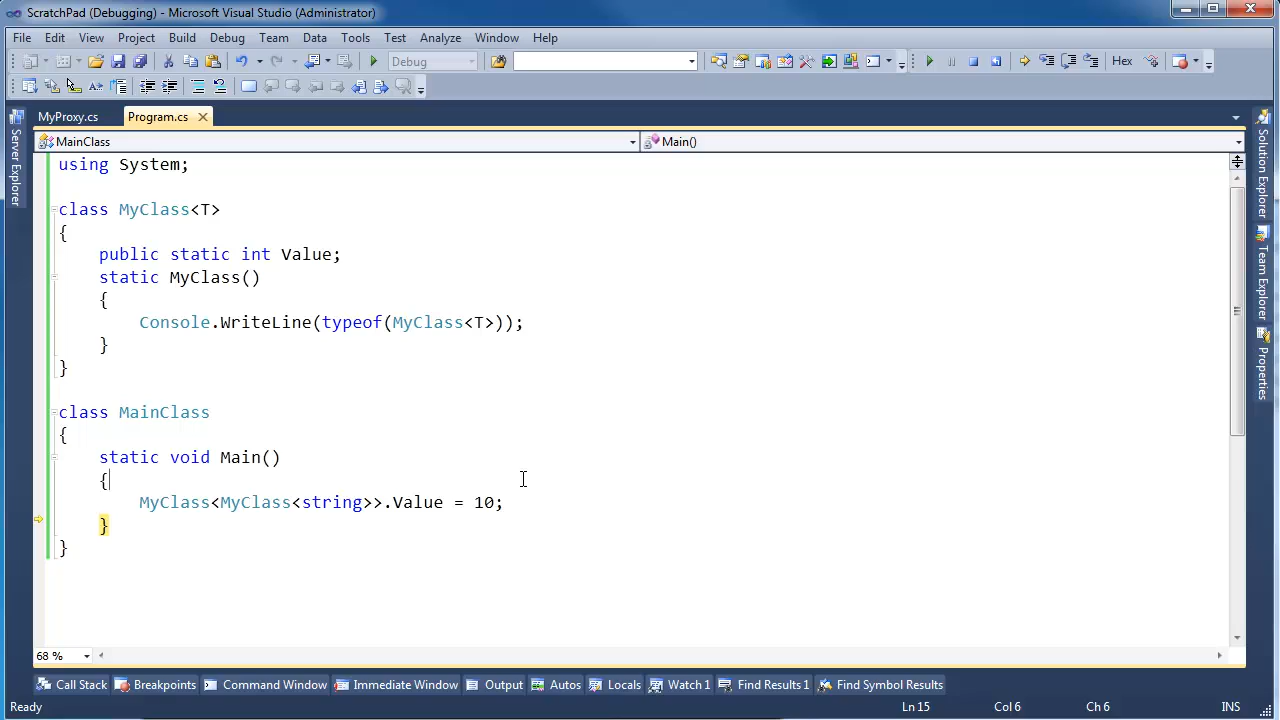 ScratchPad (Debugging) - Microsoft Visual Studio (Administrator)
File Edit View Project Build Debug Team Data Tools Test Analyze Window Help
Debug Hex
MyProxy.cs Program.cs
MainClass Main()
using System;
class MyClass<T>
{
public static int Value;
static MyClass()
{
Console.WriteLine(typeof(MyClass<T>));
}
}
class MainClass
{
static void Main()
{
MyClass<MyClass<string>>.Value = 10;
}
}
Server Explorer
Solution Explorer
Team Explorer
Properties
68 %
Call Stack Breakpoints Command Window Immediate Window Output Autos Locals Watch 1 Find Results 1 Find Symbol Results
Ready Ln 15 Col 6 Ch 6 INS